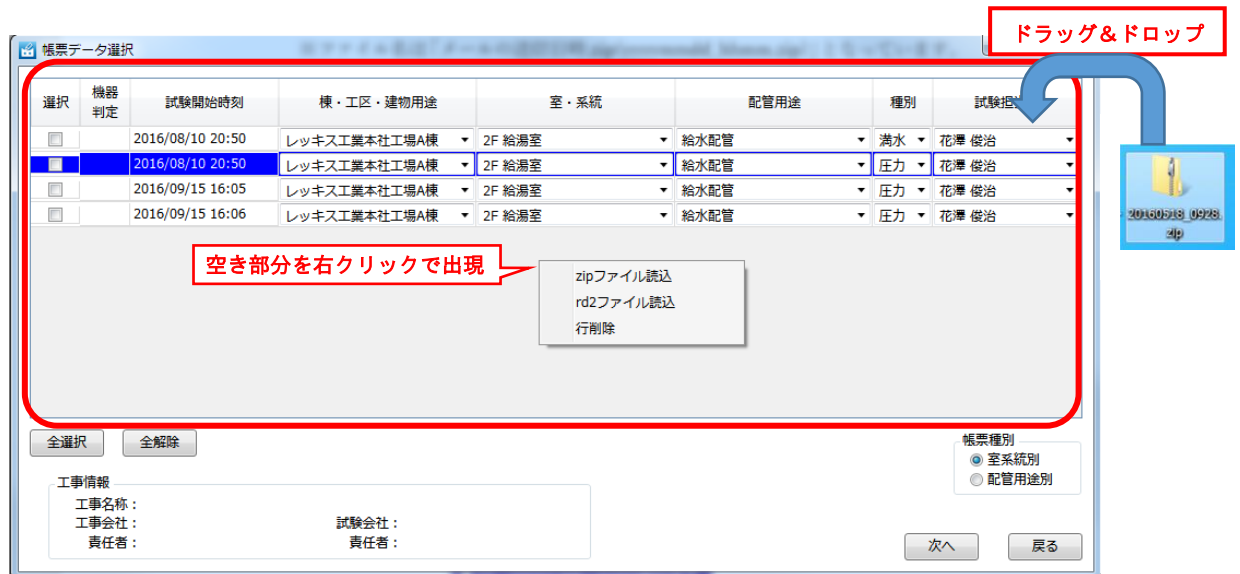 ドラッグ&ドロップ
帳票データ選択
選択 機器判定 試験開始時刻 棟・工区・建物用途 室・系統 配管用途 種別 試験担
2016/08/10 20:50 レッキス工業本社工場A棟 2F 給湯室 給水配管 満水 花澤 俊治
2016/08/10 20:50 レッキス工業本社工場A棟 2F 給湯室 給水配管 圧力 花澤 俊治
2016/09/15 16:05 レッキス工業本社工場A棟 2F 給湯室 給水配管 圧力 花澤 俊治
2016/09/15 16:06 レッキス工業本社工場A棟 2F 給湯室 給水配管 圧力 花澤 俊治
20160518_0928.
zip
空き部分を右クリックで出現
zipファイル読込
rd2ファイル読込
行削除
全選択 全解除
帳票種別
室系統別
配管用途別
工事情報
工事名称：
工事会社： 試験会社：
責任者： 責任者：
次へ 戻る